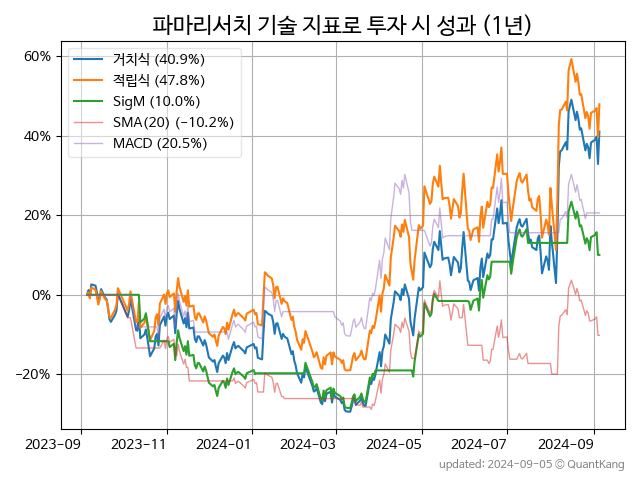 파마리서치 기술 지표로 투자 시 성과 (1년)
거치식 (40.9%)
적립식 (47.8%)
SigM (10.0%)
SMA(20) (−10.2%)
MACD (20.5%)
60%
40%
20%
0%
−20%
2023-09 2023-11 2024-01 2024-03 2024-05 2024-07 2024-09
updated: 2024-09-05 © QuantKang